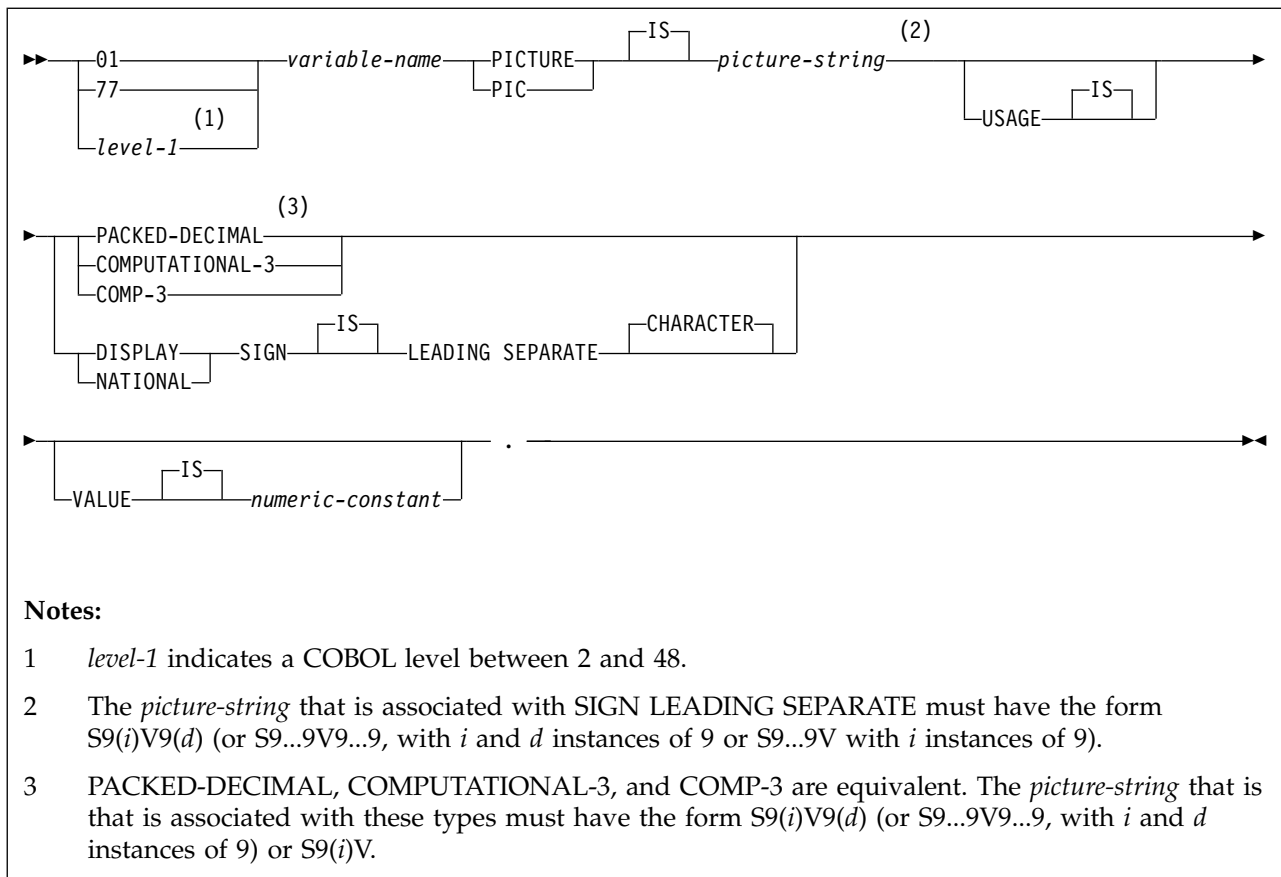 IS (2)
01 variable-name PICTURE picture-string
77 PIC IS
(1) USAGE
level-1
(3)
PACKED-DECIMAL
COMPUTATIONAL-3
COMP-3
IS CHARACTER
DISPLAY SIGN LEADING SEPARATE
NATIONAL
.
IS
VALUE numeric-constant
Notes:
1 level-1 indicates a COBOL level between 2 and 48.
2 The picture-string that is associated with SIGN LEADING SEPARATE must have the form
S9(i)V9(d) (or S9...9V9...9, with i and d instances of 9 or S9...9V with i instances of 9).
3 PACKED-DECIMAL, COMPUTATIONAL-3, and COMP-3 are equivalent. The picture-string that is
that is associated with these types must have the form S9(i)V9(d) (or S9...9V9...9, with i and d
instances of 9) or S9(i)V.